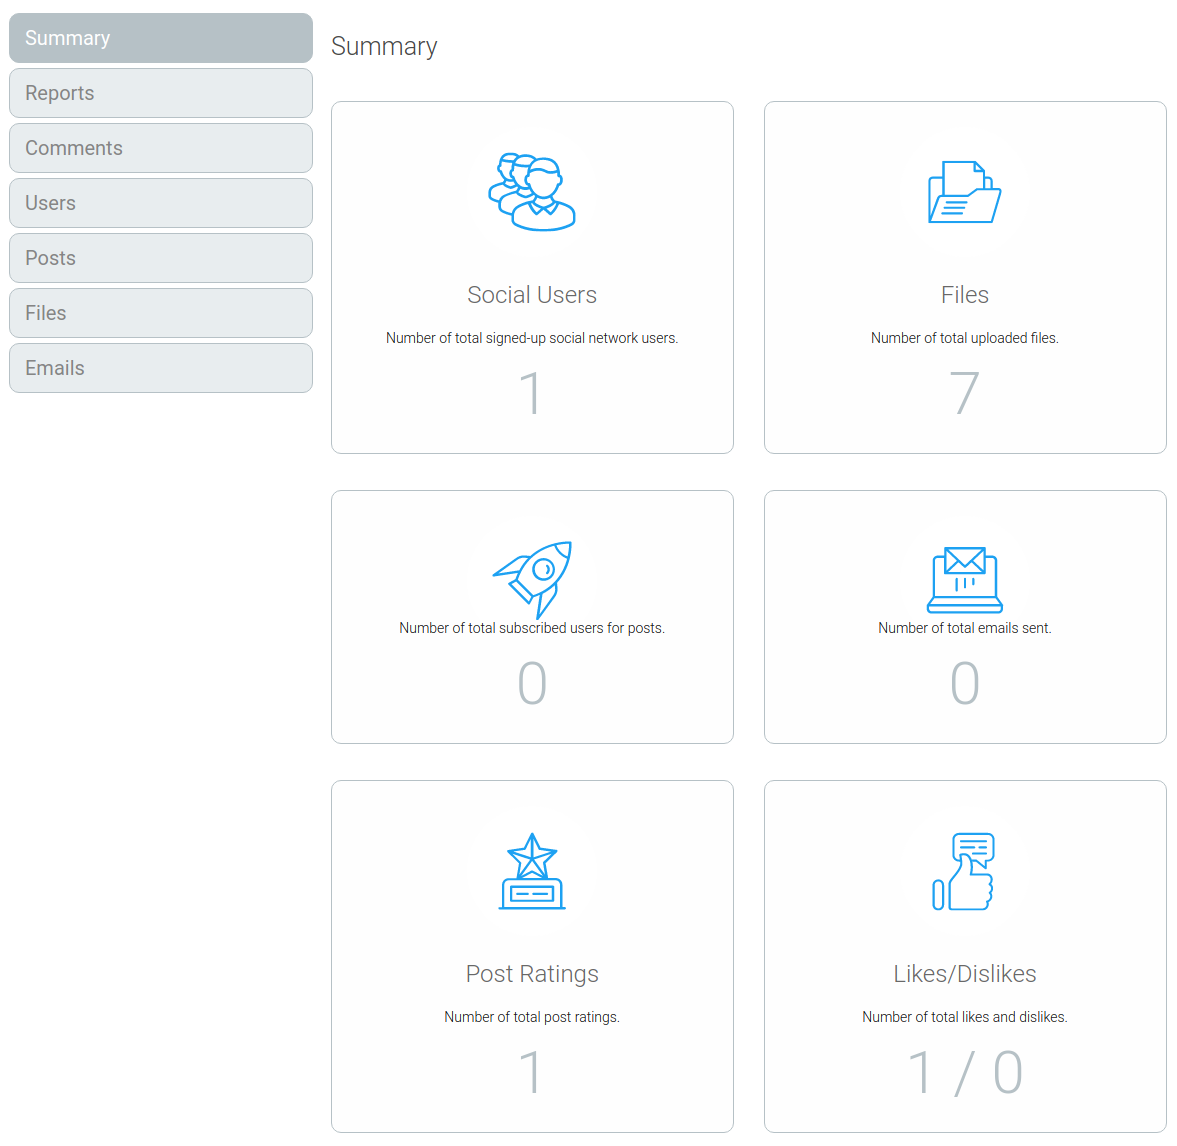 Summary
Reports
Comments
Users
Posts
Files
Emails
Summary
Social Users
Number of total signed-up social network users.
1
Files
Number of total uploaded files.
7
Number of total subscribed users for posts.
0
Number of total emails sent.
0
Post Ratings
Number of total post ratings.
1
Likes/Dislikes
Number of total likes and dislikes.
1 / 0